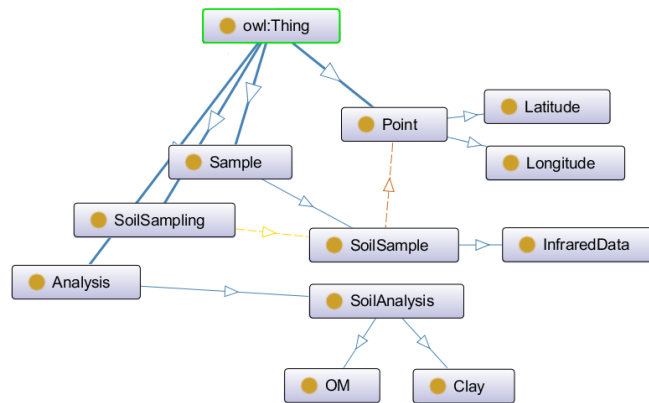 owl:Thing
Latitude
Point
Longitude
Sample
SoilSampling
SoilSample
InfraredData
Analysis
SoilAnalysis
OM
Clay